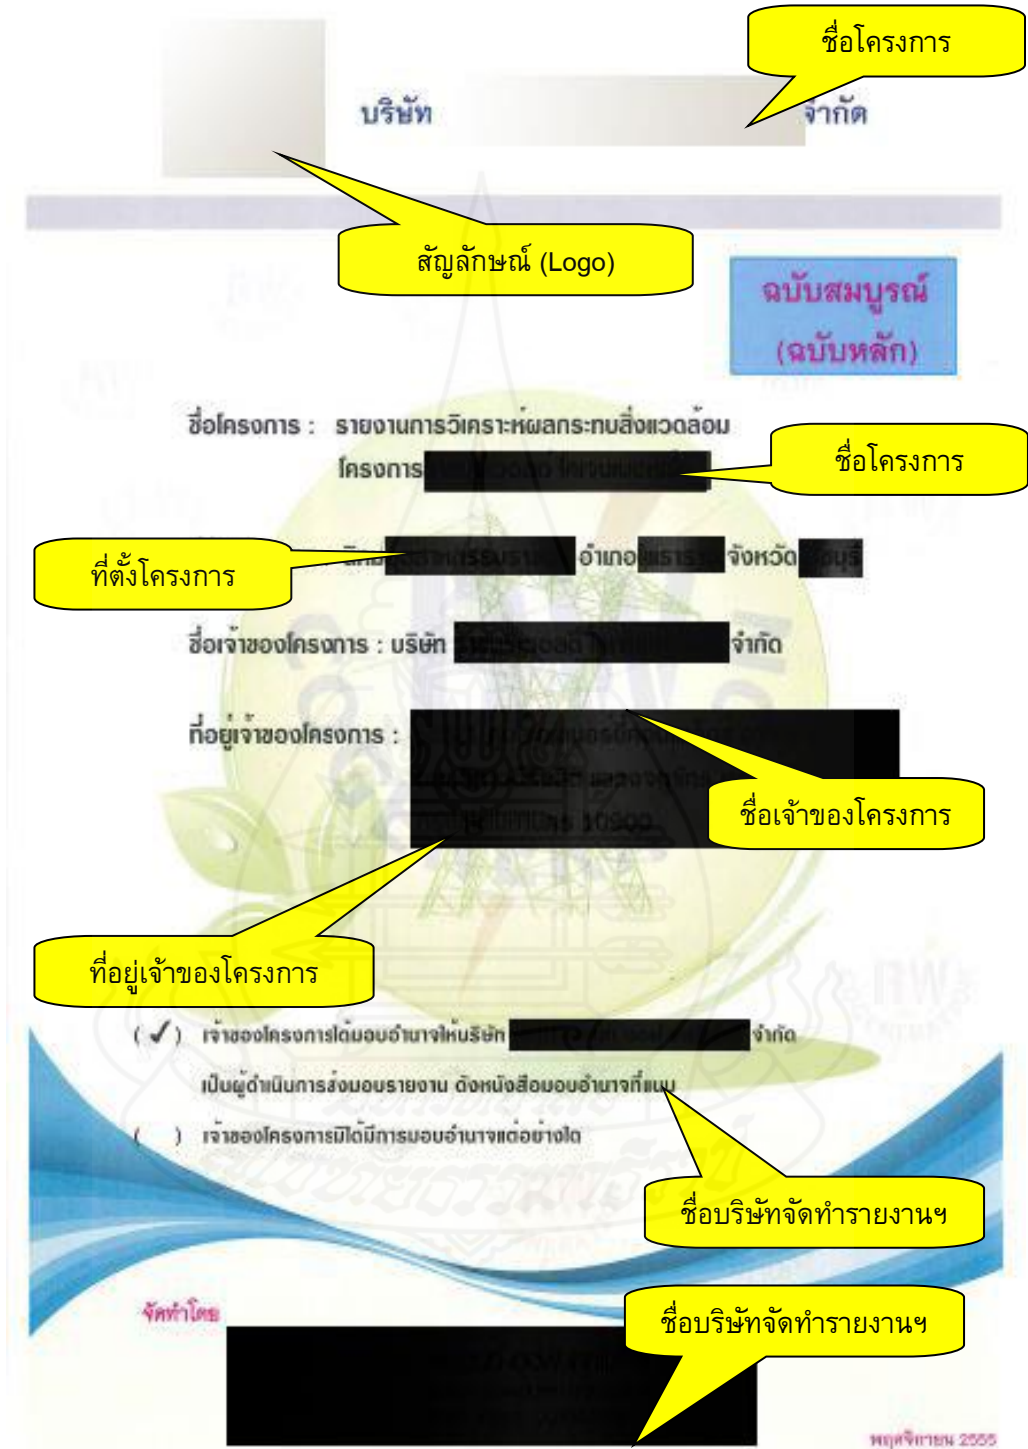 ชื่อโครงการ
บริษัท จำกัด
สัญลักษณ์ (Logo)
ฉบับสมบูรณ์
(ฉบับหลัก)
ชื่อโครงการ : รายงานการวิเคราะห์ผลกระทบสิ่งแวดล้อม
โครงการ
ชื่อโครงการ
ที่ตั้งโครงการ
อำเภอ จังหวัด
ชื่อเจ้าของโครงการ : บริษัท จำกัด
ที่อยู่เจ้าของโครงการ :
ชื่อเจ้าของโครงการ
ที่อยู่เจ้าของโครงการ
(✓) เจ้าของโครงการได้มอบอำนาจให้บริษัท จำกัด
เป็นผู้ดำเนินการส่งมอบรายงาน ดังหนังสือมอบอำนาจที่แนบ
( ) เจ้าของโครงการมิได้มีการมอบอำนาจแต่อย่างใด
ชื่อบริษัทจัดทำรายงานฯ
จัดทำโดย
ชื่อบริษัทจัดทำรายงานฯ
พฤศจิกายน 2555